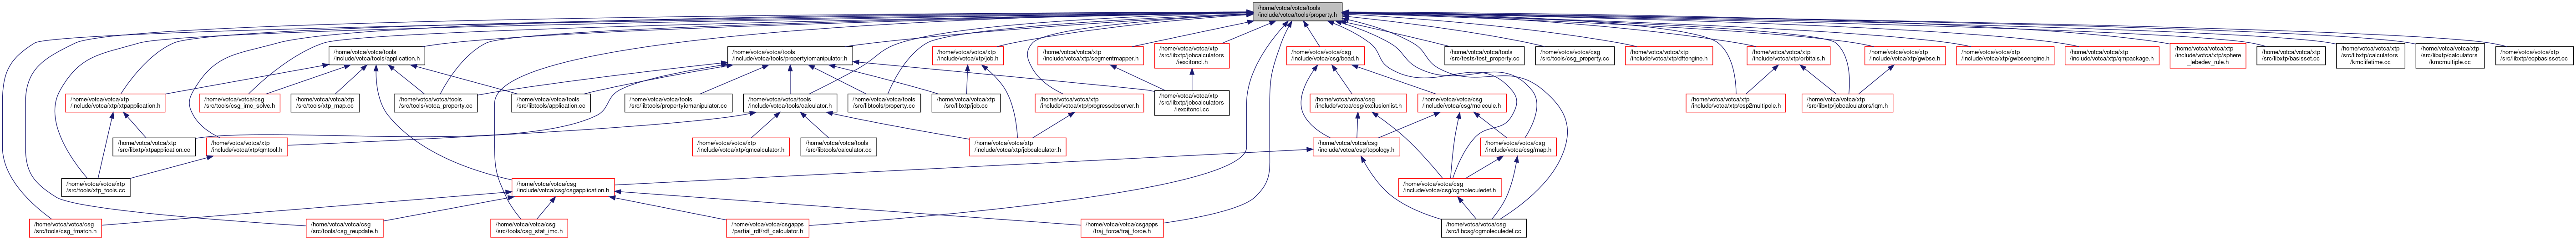 /home/votca/votca/tools
/include/votca/tools/property.h
/home/votca/votca/tools
/include/votca/tools/application.h
/home/votca/votca/tools
/include/votca/tools/propertyiomanipulator.h
/home/votca/votca/xtp
/include/votca/xtp/job.h
/home/votca/votca/xtp
/include/votca/xtp/segmentmapper.h
/home/votca/votca/xtp
/src/libxtp/jobcalculators
/iexcitoncl.h
/home/votca/votca/csg
/include/votca/csg/bead.h
/home/votca/votca/tools
/src/tests/test_property.cc
/home/votca/votca/csg
/src/tools/csg_property.cc
/home/votca/votca/xtp
/include/votca/xtp/dftengine.h
/home/votca/votca/xtp
/include/votca/xtp/orbitals.h
/home/votca/votca/xtp
/include/votca/xtp/gwbse.h
/home/votca/votca/xtp
/include/votca/xtp/gwbseengine.h
/home/votca/votca/xtp
/include/votca/xtp/qmpackage.h
/home/votca/votca/xtp
/include/votca/xtp/sphere
_lebedev_rule.h
/home/votca/votca/xtp
/src/libxtp/basisset.cc
/home/votca/votca/xtp
/src/libxtp/calculators
/kmclifetime.cc
/home/votca/votca/xtp
/src/libxtp/calculators
/kmcmultiple.cc
/home/votca/votca/xtp
/src/libxtp/ecpbasisset.cc
/home/votca/votca/xtp
/include/votca/xtp/xtpapplication.h
/home/votca/votca/csg
/src/tools/csg_imc_solve.h
/home/votca/votca/xtp
/src/tools/xtp_map.cc
/home/votca/votca/tools
/src/tools/votca_property.cc
/home/votca/votca/tools
/src/libtools/application.cc
/home/votca/votca/tools
/src/libtools/propertyiomanipulator.cc
/home/votca/votca/tools
/include/votca/tools/calculator.h
/home/votca/votca/tools
/src/libtools/property.cc
/home/votca/votca/xtp
/src/libxtp/job.cc
/home/votca/votca/xtp
/include/votca/xtp/progressobserver.h
/home/votca/votca/xtp
/src/libxtp/jobcalculators
/iexcitoncl.cc
/home/votca/votca/csg
/include/votca/csg/exclusionlist.h
/home/votca/votca/csg
/include/votca/csg/molecule.h
/home/votca/votca/xtp
/include/votca/xtp/esp2multipole.h
/home/votca/votca/xtp
/src/libxtp/jobcalculators/iqm.h
/home/votca/votca/xtp
/src/libxtp/xtpapplication.cc
/home/votca/votca/xtp
/include/votca/xtp/qmtool.h
/home/votca/votca/xtp
/include/votca/xtp/qmcalculator.h
/home/votca/votca/tools
/src/libtools/calculator.cc
/home/votca/votca/xtp
/include/votca/xtp/jobcalculator.h
/home/votca/votca/csg
/include/votca/csg/topology.h
/home/votca/votca/csg
/include/votca/csg/map.h
/home/votca/votca/xtp
/src/tools/xtp_tools.cc
/home/votca/votca/csg
/include/votca/csg/csgapplication.h
/home/votca/votca/csg
/include/votca/csg/cgmoleculedef.h
/home/votca/votca/csg
/src/tools/csg_fmatch.h
/home/votca/votca/csg
/src/tools/csg_reupdate.h
/home/votca/votca/csg
/src/tools/csg_stat_imc.h
/home/votca/votca/csgapps
/partial_rdf/rdf_calculator.h
/home/votca/votca/csgapps
/traj_force/traj_force.h
/home/votca/votca/csg
/src/libcsg/cgmoleculedef.cc